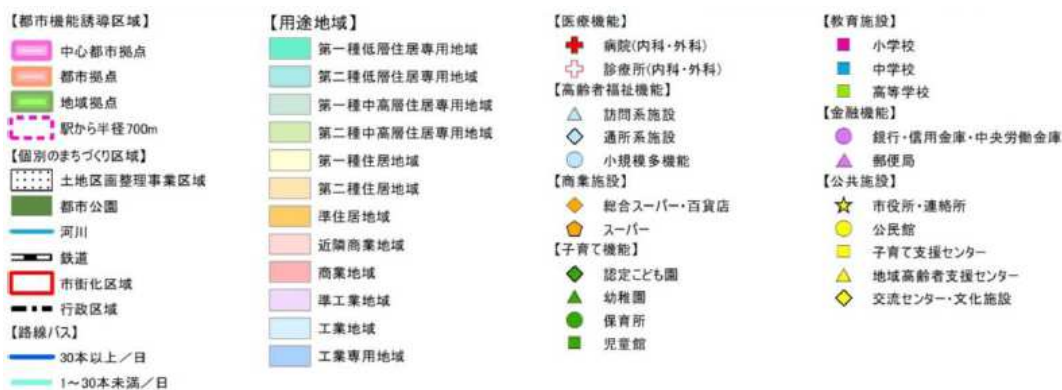 【都市機能誘導区域】
中心都市拠点
都市拠点
地域拠点
駅から半径700m
【個別のまちづくり区域】
土地区画整理事業区域
都市公園
河川
鉄道
市街化区域
行政区域
【路線バス】
30本以上/日
1～30本未満/日
【用途地域】
第一種低層住居専用地域
第二種低層住居専用地域
第一種中高層住居専用地域
第二種中高層住居専用地域
第一種住居地域
第二種住居地域
準住居地域
近隣商業地域
商業地域
準工業地域
工業地域
工業専用地域
【医療機能】
病院(内科・外科)
診療所(内科・外科)
【高齢者福祉機能】
訪問系施設
通所系施設
小規模多機能
【商業施設】
総合スーパー・百貨店
スーパー
【子育て機能】
認定こども園
幼稚園
保育所
児童館
【教育施設】
小学校
中学校
高等学校
【金融機能】
銀行・信用金庫・中央労働金庫
郵便局
【公共施設】
市役所・連絡所
公民館
子育て支援センター
地域高齢者支援センター
交流センター・文化施設